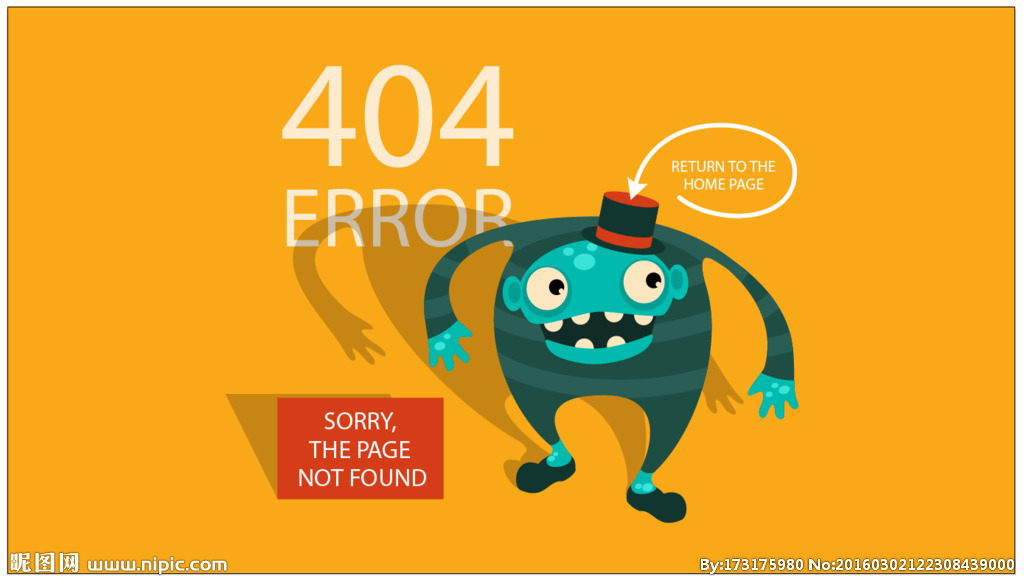 404
ERROR
RETURN TO THE
HOME PAGE
SORRY,
THE PAGE
NOT FOUND
昵图网 www.nipic.com
By:173175980 No:20160302122308439000